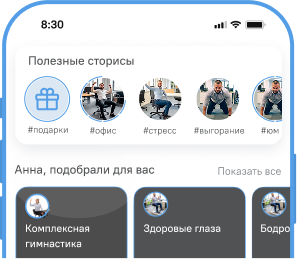 8:30
Полезные сторисы
#подарки #офис #стресс #выгорание #юм
Анна, подобрали для вас Показать все
Комплексная гимнастика
Здоровые глаза
Бодро